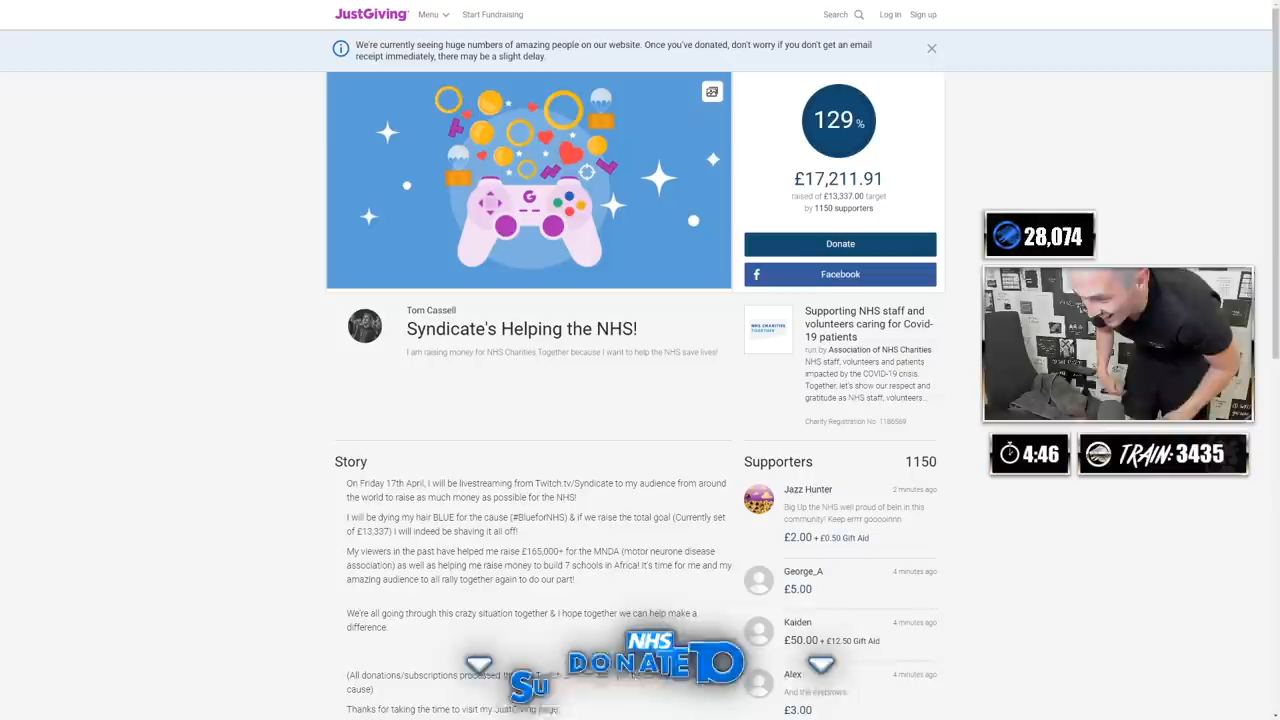 JustGiving
Menu
Start Fundraising
Search
Log in
Sign up
We're currently seeing huge numbers of amazing people on our website. Once you've donated, don't worry if you don't get an email
receipt immediately, there may be a slight delay.
129 %
£17,211.91
raised of £13,337.00 target
by 1150 supporters
Donate
Facebook
28,074
Tom Cassell
Syndicate's Helping the NHS!
I am raising money for NHS Charities Together because I want to help the NHS save lives!
NHS CHARITIES
TOGETHER
Supporting NHS staff and
volunteers caring for Covid-
19 patients
run by Association of NHS Charities
NHS staff, volunteers and patients
impacted by the COVID-19 crisis.
Together, let's show our respect and
gratitude as NHS staff, volunteers...
Charity Registration No. 1186569
4:46
TRAIN: 3435
Story
On Friday 17th April, I will be livestreaming from Twitch.tv/Syndicate to my audience from around
the world to raise as much money as possible for the NHS!
I will be dying my hair BLUE for the cause (#BlueforNHS) & if we raise the total goal (Currently set
of £13,337) I will indeed be shaving it all off!
My viewers in the past have helped me raise £165,000+ for the MNDA (motor neurone disease
association) as well as helping me raise money to build 7 schools in Africa! It's time for me and my
amazing audience to all rally together again to do our part!
We're all going through this crazy situation together & I hope together we can help make a
difference.
(All donations/subscriptions processed
cause)
Thanks for taking the time to visit my JustGiving page.
Supporters
1150
Jazz Hunter
2 minutes ago
Big Up the NHS well proud of bein in this
community! Keep errrr gooooinnn
£2.00 + £0.50 Gift Aid
George_A
4 minutes ago
£5.00
Kaiden
4 minutes ago
£50.00 + £12.50 Gift Aid
Alex
4 minutes ago
And the eyebrows
£3.00
NHS
DONATE TO
Su